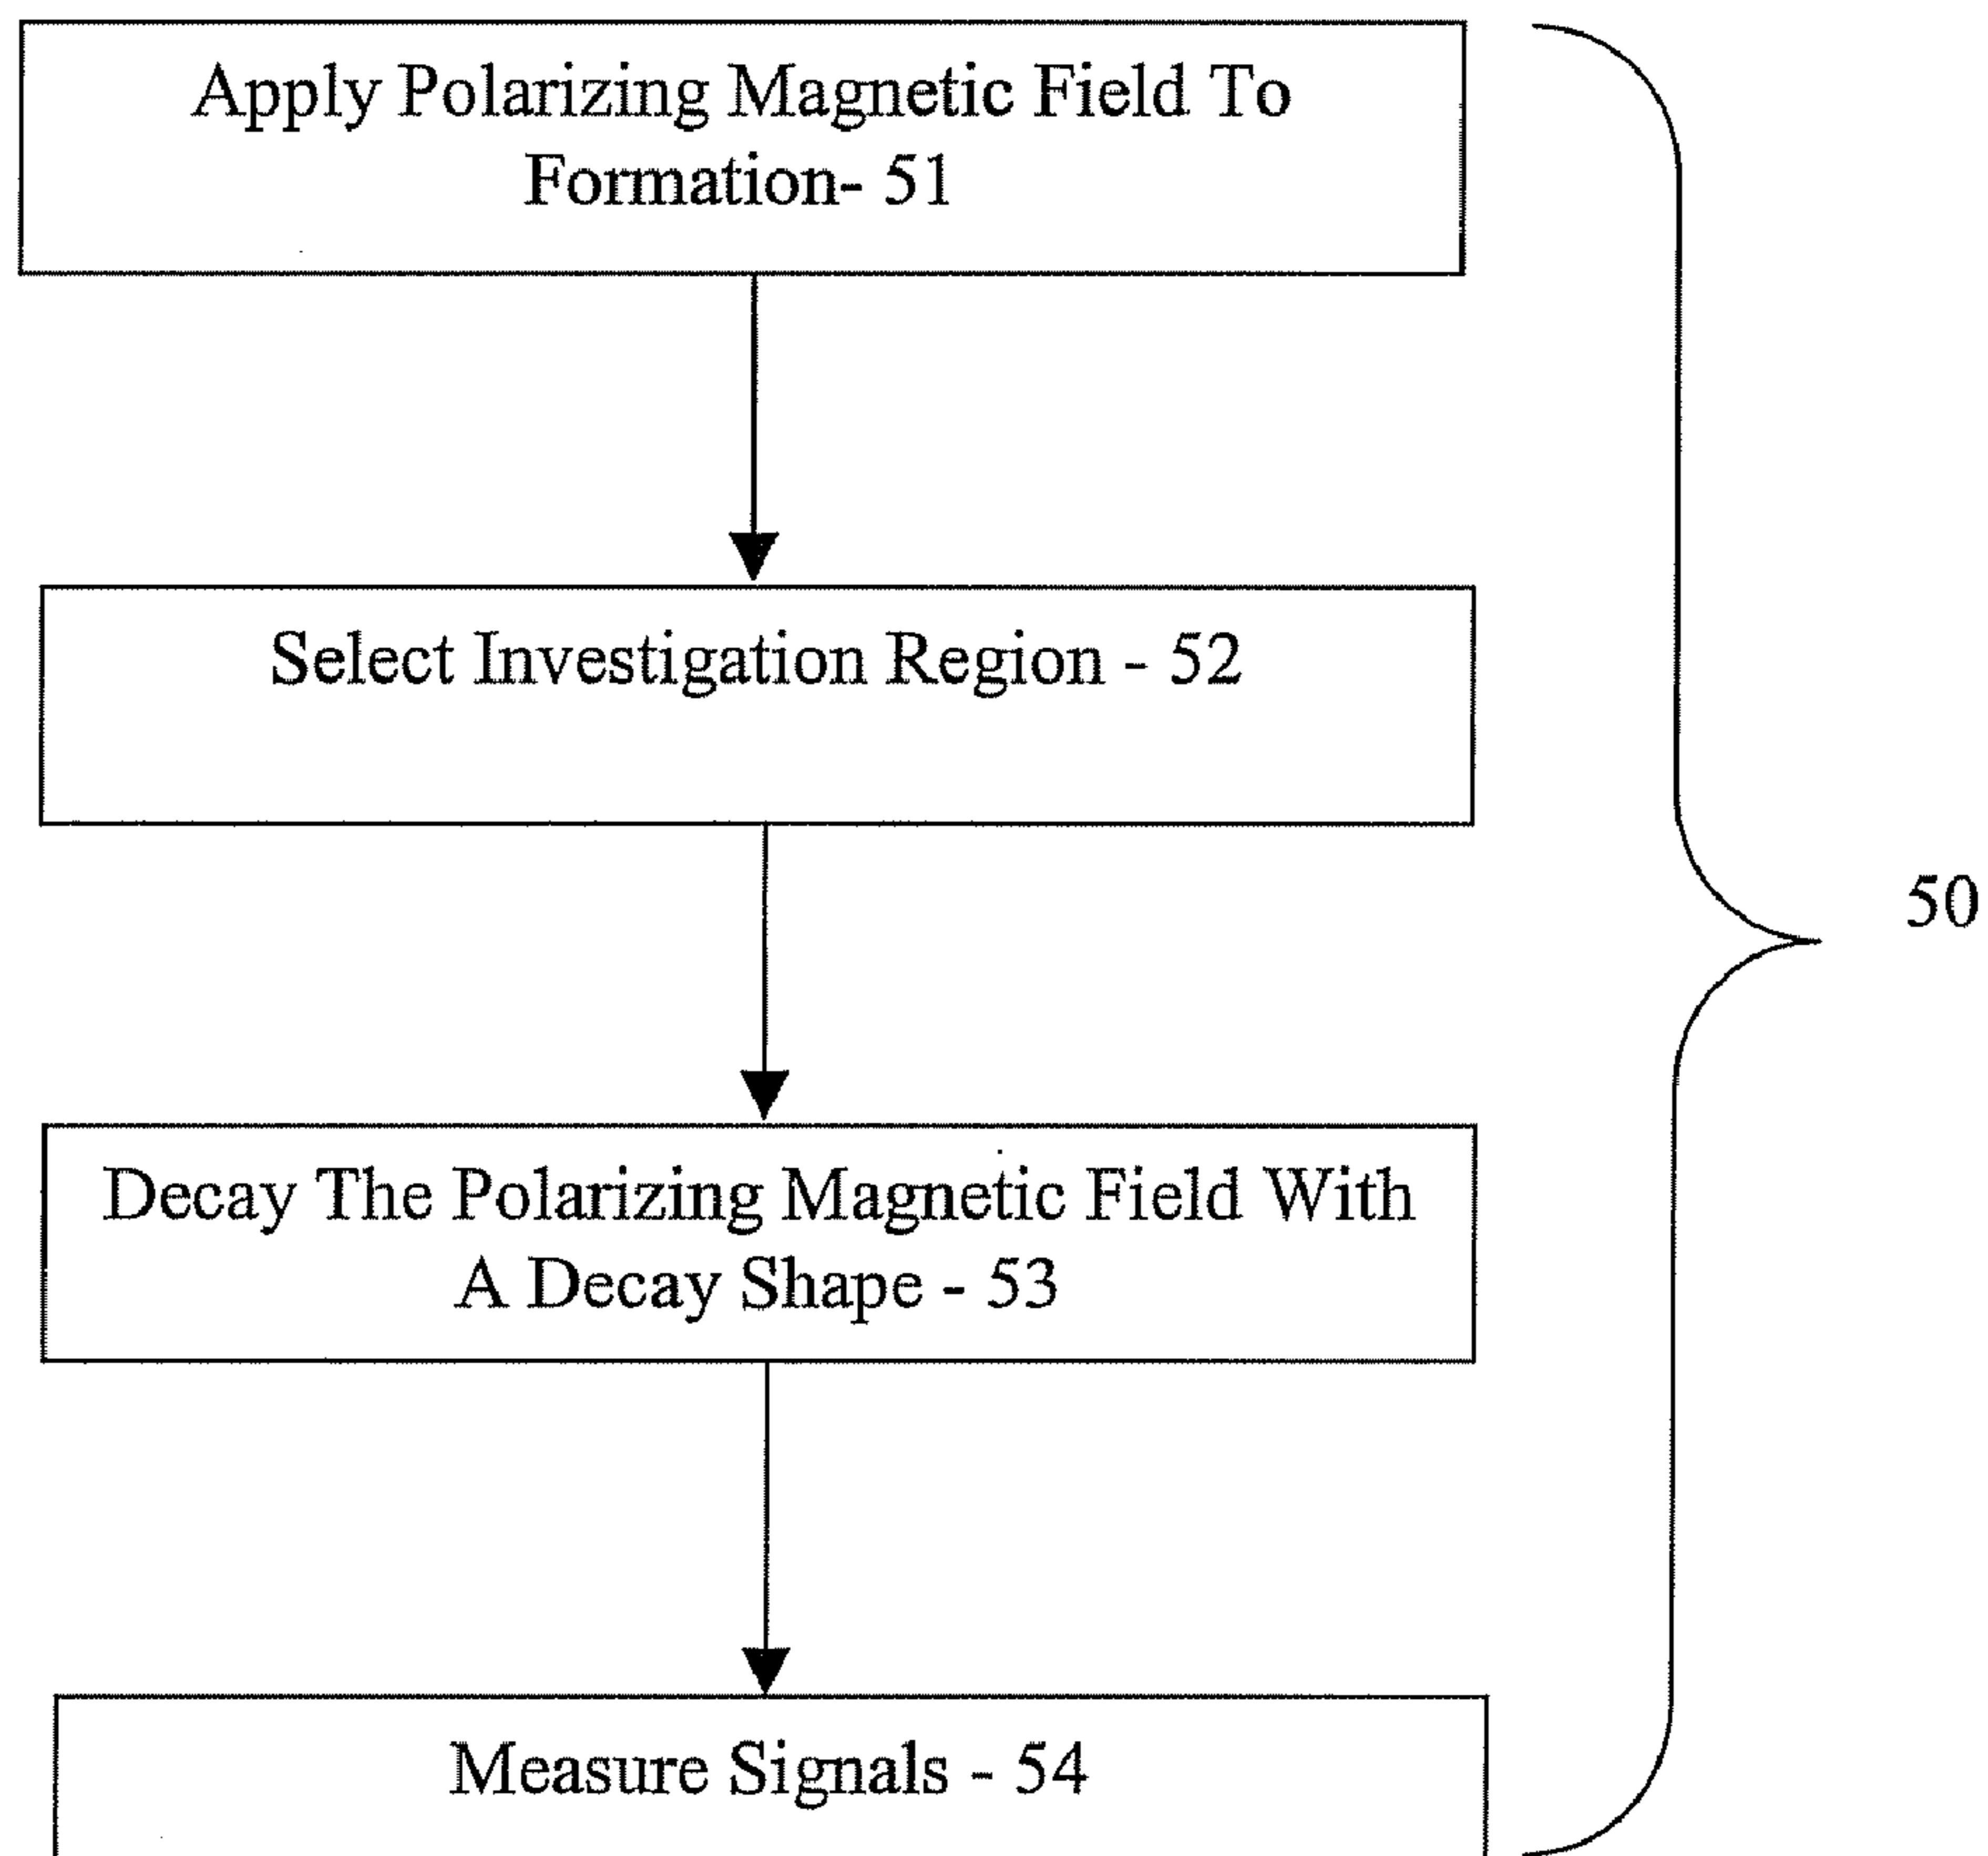 Apply Polarizing Magnetic Field To
Formation- 51
Select Investigation Region - 52
50
Decay The Polarizing Magnetic Field With
A Decay Shape - 53
Measure Signals - 54